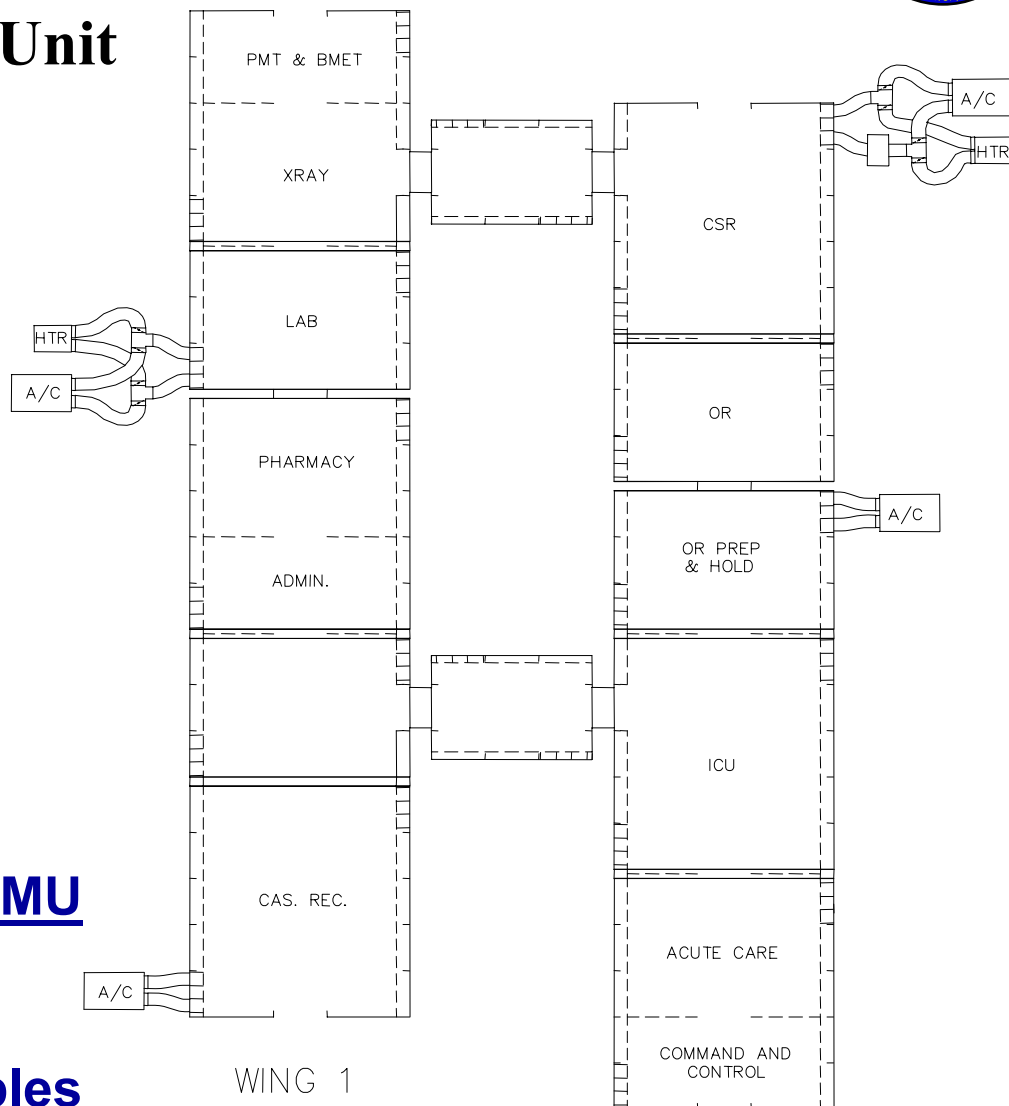 Unit
PMT & BMET
XRAY
LAB
HTR
A/C
PHARMACY
ADMIN.
CAS. REC.
A/C
WING 1
A/C
HTR
CSR
OR
A/C
OR PREP
& HOLD
ICU
ACUTE CARE
COMMAND AND
CONTROL
MU